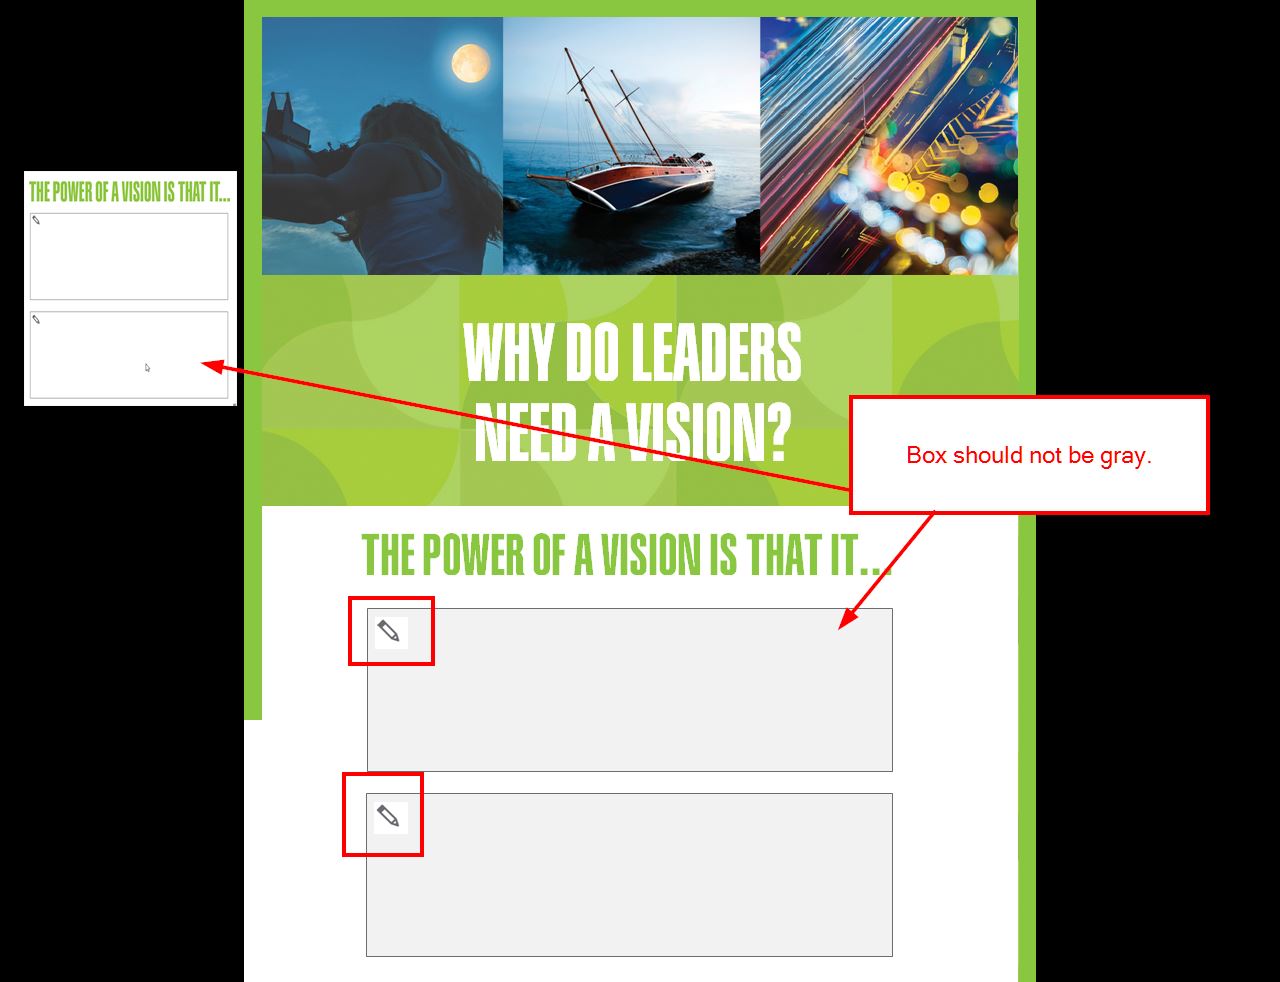 THE POWER OF A VISION IS THAT IT...
WHY DO LEADERS
NEED A VISION?
Box should not be gray.
THE POWER OF A VISION IS THAT IT...